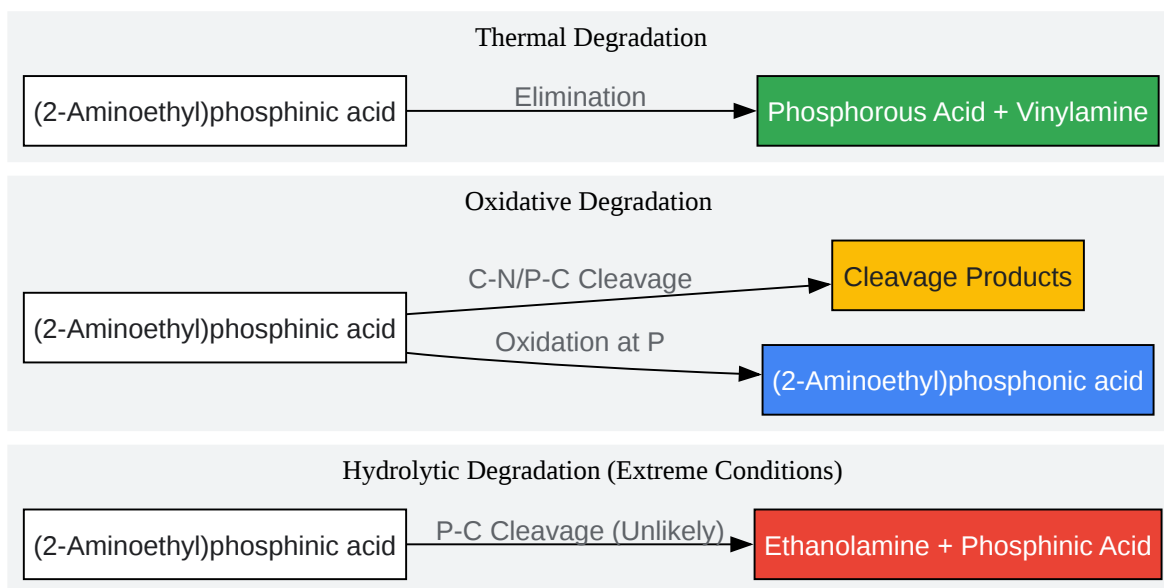 Thermal Degradation
(2-Aminoethyl)phosphinic acid
Elimination
Phosphorous Acid + Vinylamine
Oxidative Degradation
(2-Aminoethyl)phosphinic acid
C-N/P-C Cleavage
Cleavage Products
Oxidation at P
(2-Aminoethyl)phosphonic acid
Hydrolytic Degradation (Extreme Conditions)
(2-Aminoethyl)phosphinic acid
P-C Cleavage (Unlikely)
Ethanolamine + Phosphinic Acid